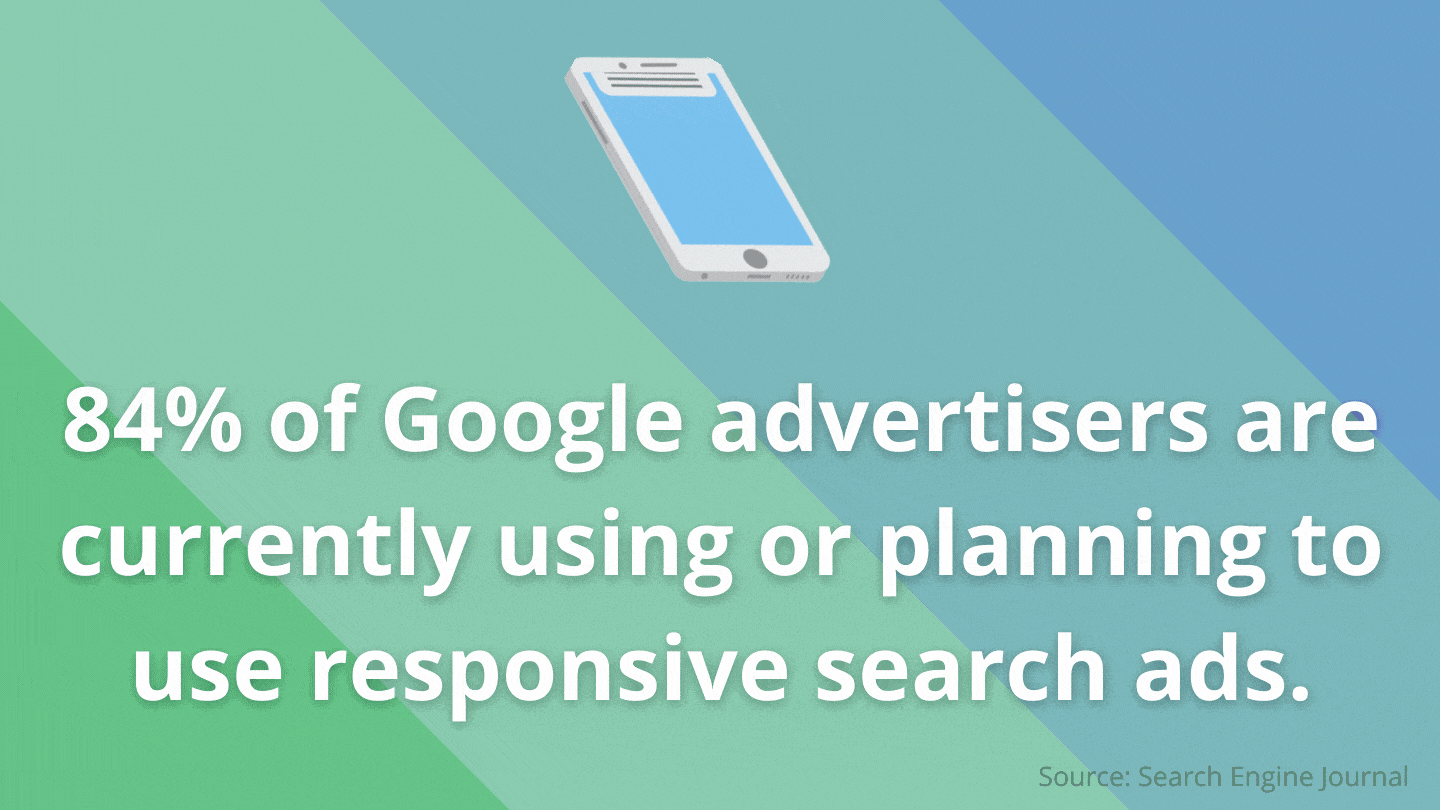 84% of Google advertisers are
currently using or planning to
use responsive search ads.
Source: Search Engine Journal